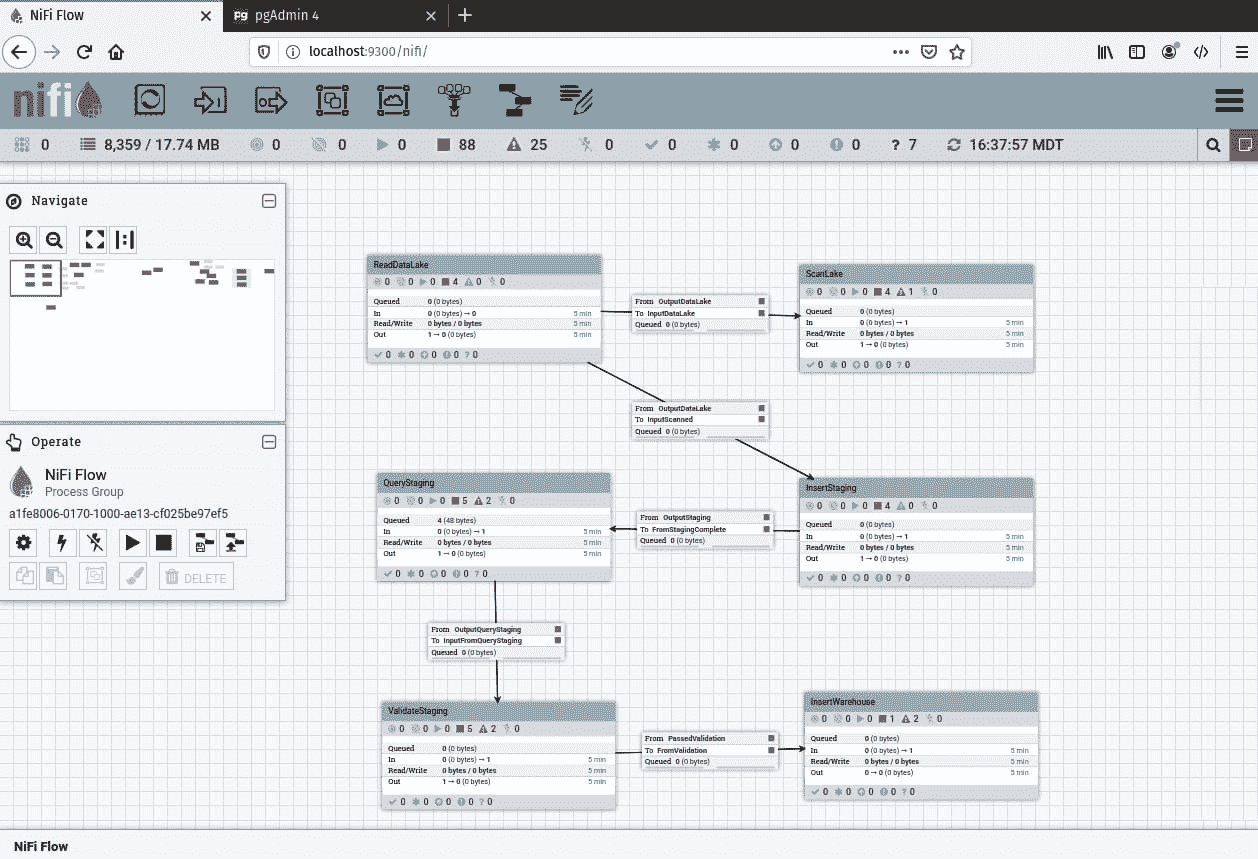 NiFi Flow
pgAdmin 4
localhost:9300/nifi/
nifi
0 8,359 / 17.74 MB 0 0 0 88 25 0 0 0 0 0 ? 7 16:37:57 MDT
Navigate
Operate
NiFi Flow
Process Group
a1fe8006-0170-1000-ae13-cf025be97ef5
DELETE
ReadDataLake
0 0 0 4 0 0
Queued 0 (0 bytes)
In 0 (0 bytes) → 0 5 min
Read/Write 0 bytes / 0 bytes 5 min
Out 1 → 0 (0 bytes) 5 min
0 0 0 0 ? 0
From OutputDataLake
To InputDataLake
Queued 0 (0 bytes)
ScanLake
0 0 0 4 1 0
Queued 0 (0 bytes)
In 0 (0 bytes) → 1 5 min
Read/Write 0 bytes / 0 bytes 5 min
Out 1 → 0 (0 bytes) 5 min
0 0 0 0 ? 0
From OutputDataLake
To InputScanned
Queued 0 (0 bytes)
QueryStaging
0 0 0 5 2 0
Queued 4 (48 bytes)
In 0 (0 bytes) → 1 5 min
Read/Write 0 bytes / 0 bytes 5 min
Out 1 → 0 (0 bytes) 5 min
0 0 0 0 ? 0
From OutputStaging
To FromStagingComplete
Queued 0 (0 bytes)
InsertStaging
0 0 0 4 0 0
Queued 0 (0 bytes)
In 0 (0 bytes) → 1 5 min
Read/Write 0 bytes / 0 bytes 5 min
Out 1 → 0 (0 bytes) 5 min
0 0 0 0 ? 0
From OutputQueryStaging
To InputFromQueryStaging
Queued 0 (0 bytes)
ValidateStaging
0 0 0 5 2 0
Queued 0 (0 bytes)
In 0 (0 bytes) → 1 5 min
Read/Write 0 bytes / 0 bytes 5 min
Out 1 → 0 (0 bytes) 5 min
0 0 0 0 ? 0
From PassedValidation
To FromValidation
Queued 0 (0 bytes)
InsertWarehouse
0 0 0 1 2 0
Queued 0 (0 bytes)
In 0 (0 bytes) → 1 5 min
Read/Write 0 bytes / 0 bytes 5 min
Out 0 → 0 (0 bytes) 5 min
0 0 0 0 ? 0
NiFi Flow